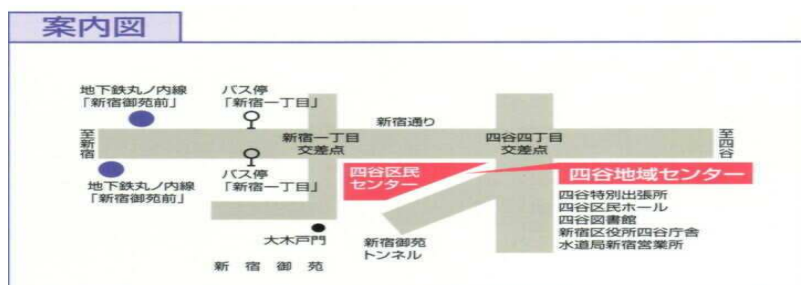 案内図
地下鉄丸ノ内線
「新宿御苑前」
バス停
「新宿一丁目」
新宿通り
至新宿
新宿一丁目
交差点
四谷四丁目
交差点
至四谷
地下鉄丸ノ内線
「新宿御苑前」
バス停
「新宿一丁目」
四谷区民
センター
四谷地域センター
四谷特別出張所
四谷区民ホール
四谷図書館
新宿区役所四谷庁舎
水道局新宿営業所
大木戸門
新宿御苑
トンネル
新宿御苑